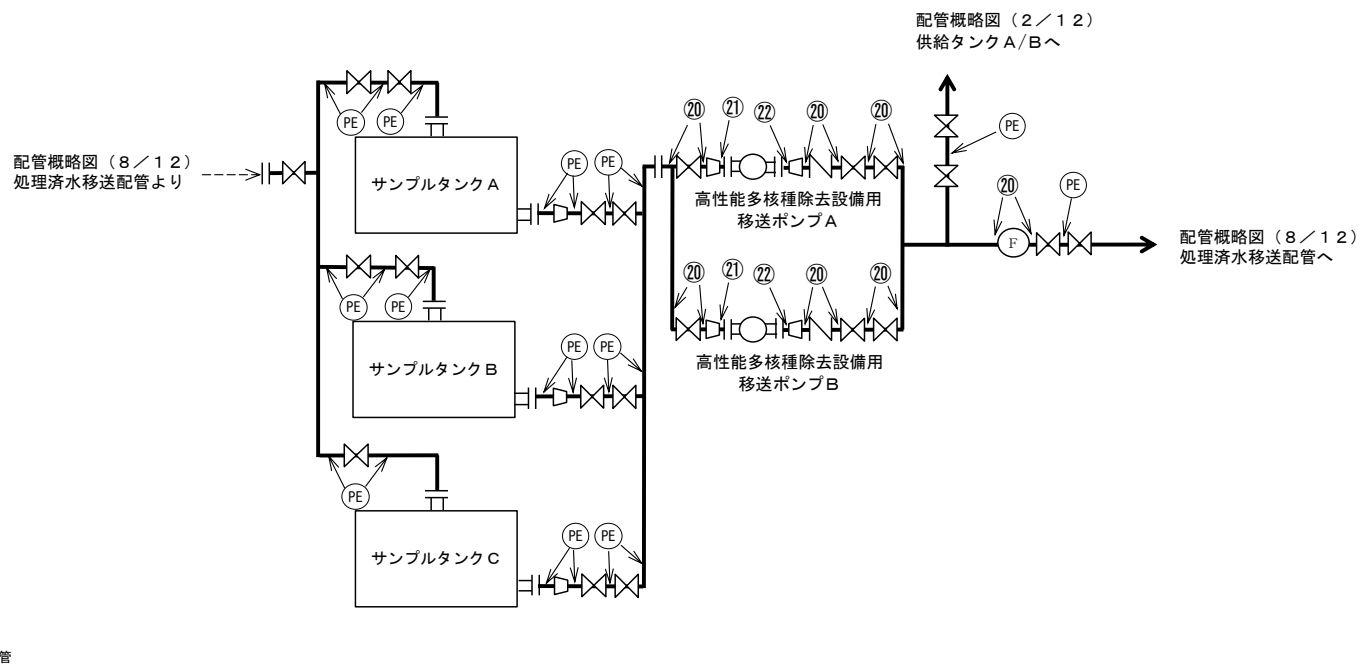 配管概略図（２／１２）
供給タンクＡ/Ｂへ
PE
PE
配管概略図（８／１２）
処理済水移送配管より
サンプルタンクＡ
PE
PE
⑳
㉑
㉒
⑳
⑳
高性能多核種除去設備用
移送ポンプＡ
PE
⑳
PE
F
配管概略図（８／１２）
処理済水移送配管へ
PE
PE
サンプルタンクＢ
PE
PE
⑳
㉑
㉒
⑳
⑳
高性能多核種除去設備用
移送ポンプＢ
PE
サンプルタンクＣ
PE
PE
管